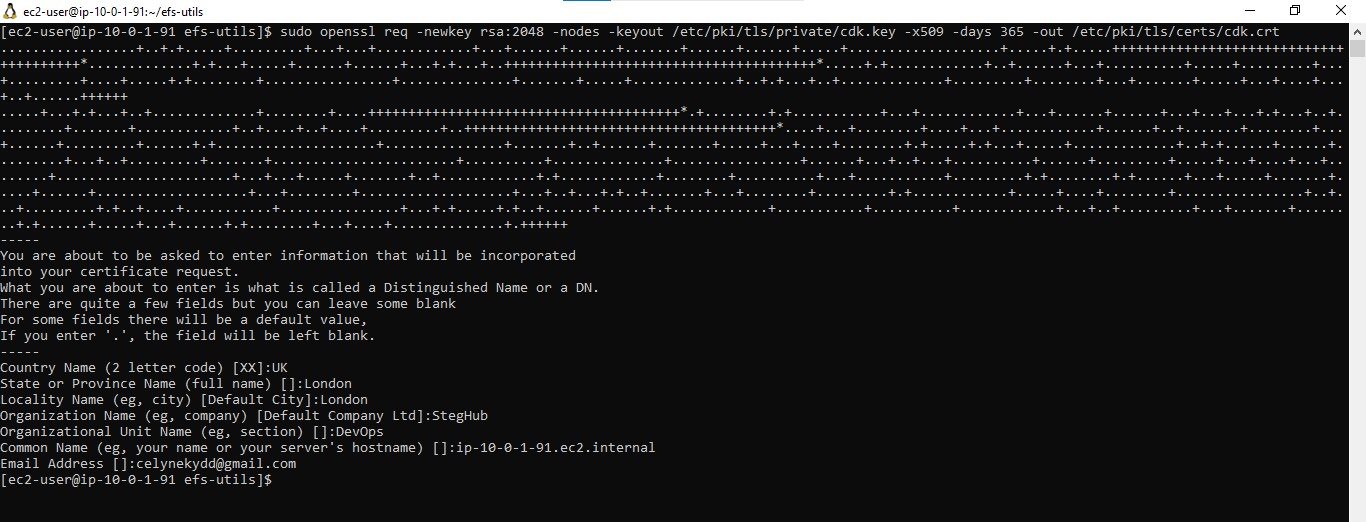 ec2-user@ip-10-0-1-91:~/efs-utils
[ec2-user@ip-10-0-1-91 efs-utils]$ sudo openssl req -newkey rsa:2048 -nodes -keyout /etc/pki/tls/private/cdk.key -x509 -days 365 -out /etc/pki/tls/certs/cdk.crt
-----
You are about to be asked to enter information that will be incorporated
into your certificate request.
What you are about to enter is what is called a Distinguished Name or a DN.
There are quite a few fields but you can leave some blank
For some fields there will be a default value,
If you enter '.', the field will be left blank.
-----
Country Name (2 letter code) [XX]:UK
State or Province Name (full name) []:London
Locality Name (eg, city) [Default City]:London
Organization Name (eg, company) [Default Company Ltd]:StegHub
Organizational Unit Name (eg, section) []:DevOps
Common Name (eg, your name or your server's hostname) []:ip-10-0-1-91.ec2.internal
Email Address []:celynekydd@gmail.com
[ec2-user@ip-10-0-1-91 efs-utils]$